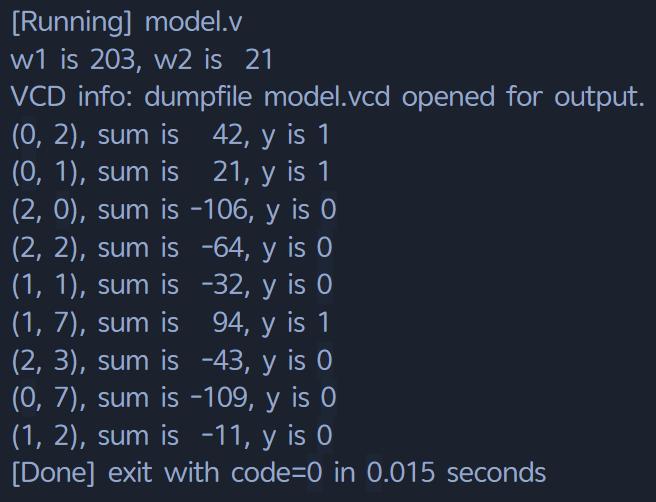 [Running] model.v
w1 is 203, w2 is  21
VCD info: dumpfile model.vcd opened for output.
(0, 2), sum is   42, y is 1
(0, 1), sum is   21, y is 1
(2, 0), sum is -106, y is 0
(2, 2), sum is  -64, y is 0
(1, 1), sum is  -32, y is 0
(1, 7), sum is   94, y is 1
(2, 3), sum is  -43, y is 0
(0, 7), sum is -109, y is 0
(1, 2), sum is  -11, y is 0
[Done] exit with code=0 in 0.015 seconds